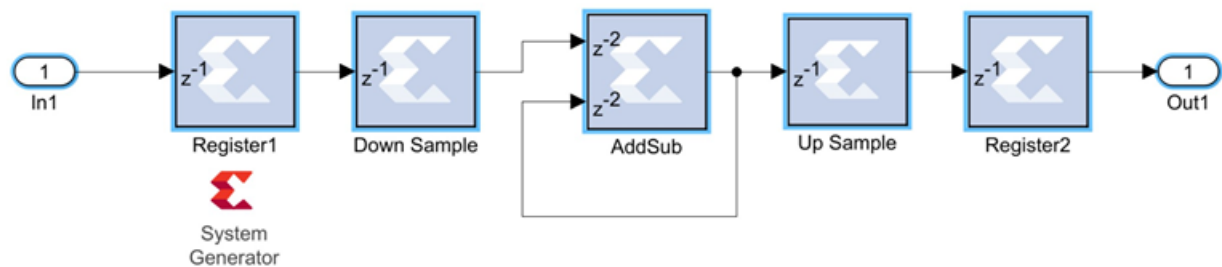 1
In1
z-1
Register1
z-1
Down Sample
z-2
z-2
AddSub
z-1
Up Sample
z-1
Register2
1
Out1
System
Generator